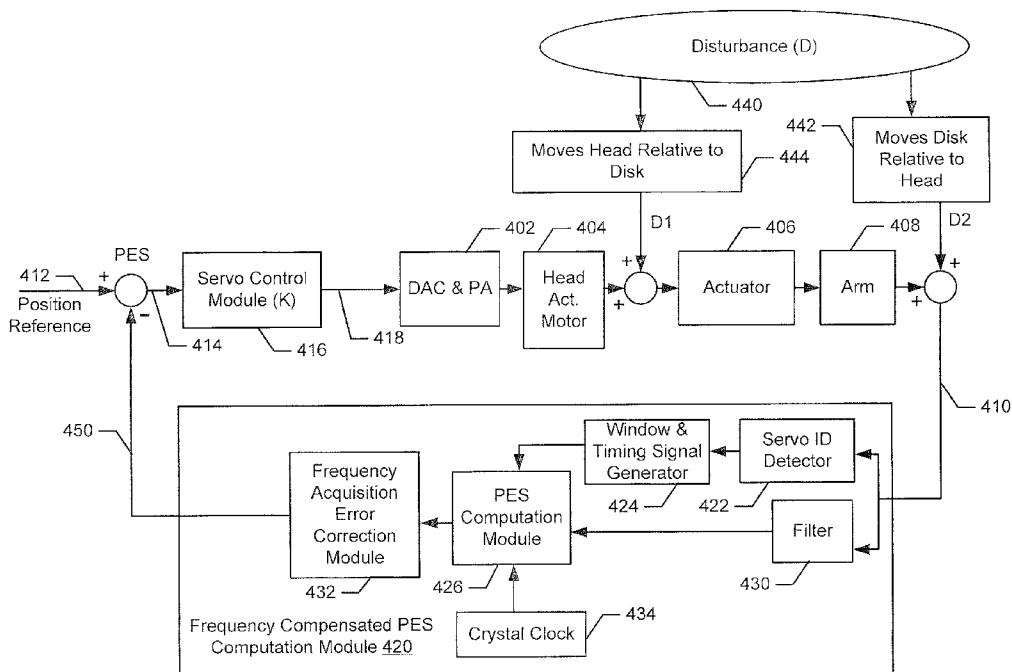 Disturbance (D)
440
442
Moves Head Relative to
Disk
444
Moves Disk
Relative to
Head
402
404
D1
406
408
D2
PES
412
+
Position
Reference
-
414
Servo Control
Module (K)
416
418
DAC & PA
Head
Act.
Motor
+
+
Actuator
Arm
+
+
410
450
Window &
Timing Signal
Generator
424
Servo ID
Detector
422
Frequency
Acquisition
Error
Correction
Module
432
PES
Computation
Module
426
Filter
430
Crystal Clock
434
Frequency Compensated PES
Computation Module 420